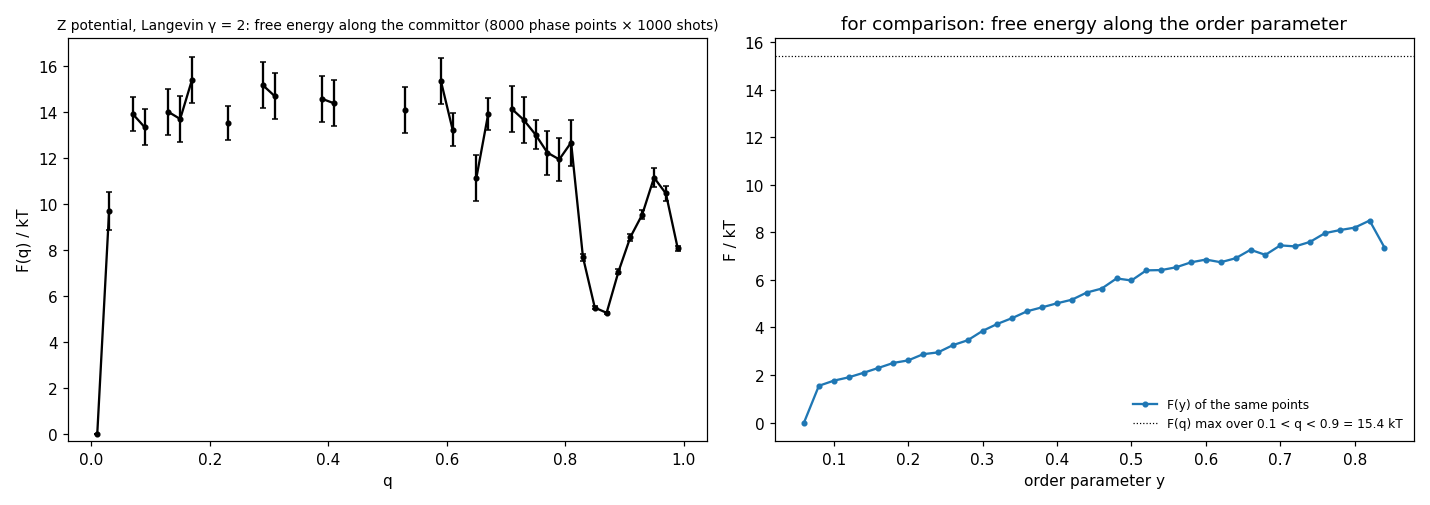 Z potential, Langevin γ = 2: free energy along the committor (8000 phase points × 1000 shots)
F(q) / kT
16
14
12
10
8
6
4
2
0
0.0 0.2 0.4 0.6 0.8 1.0
q
for comparison: free energy along the order parameter
F / kT
16
14
12
10
8
6
4
2
0
F(y) of the same points
F(q) max over 0.1 < q < 0.9 = 15.4 kT
0.1 0.2 0.3 0.4 0.5 0.6 0.7 0.8
order parameter y